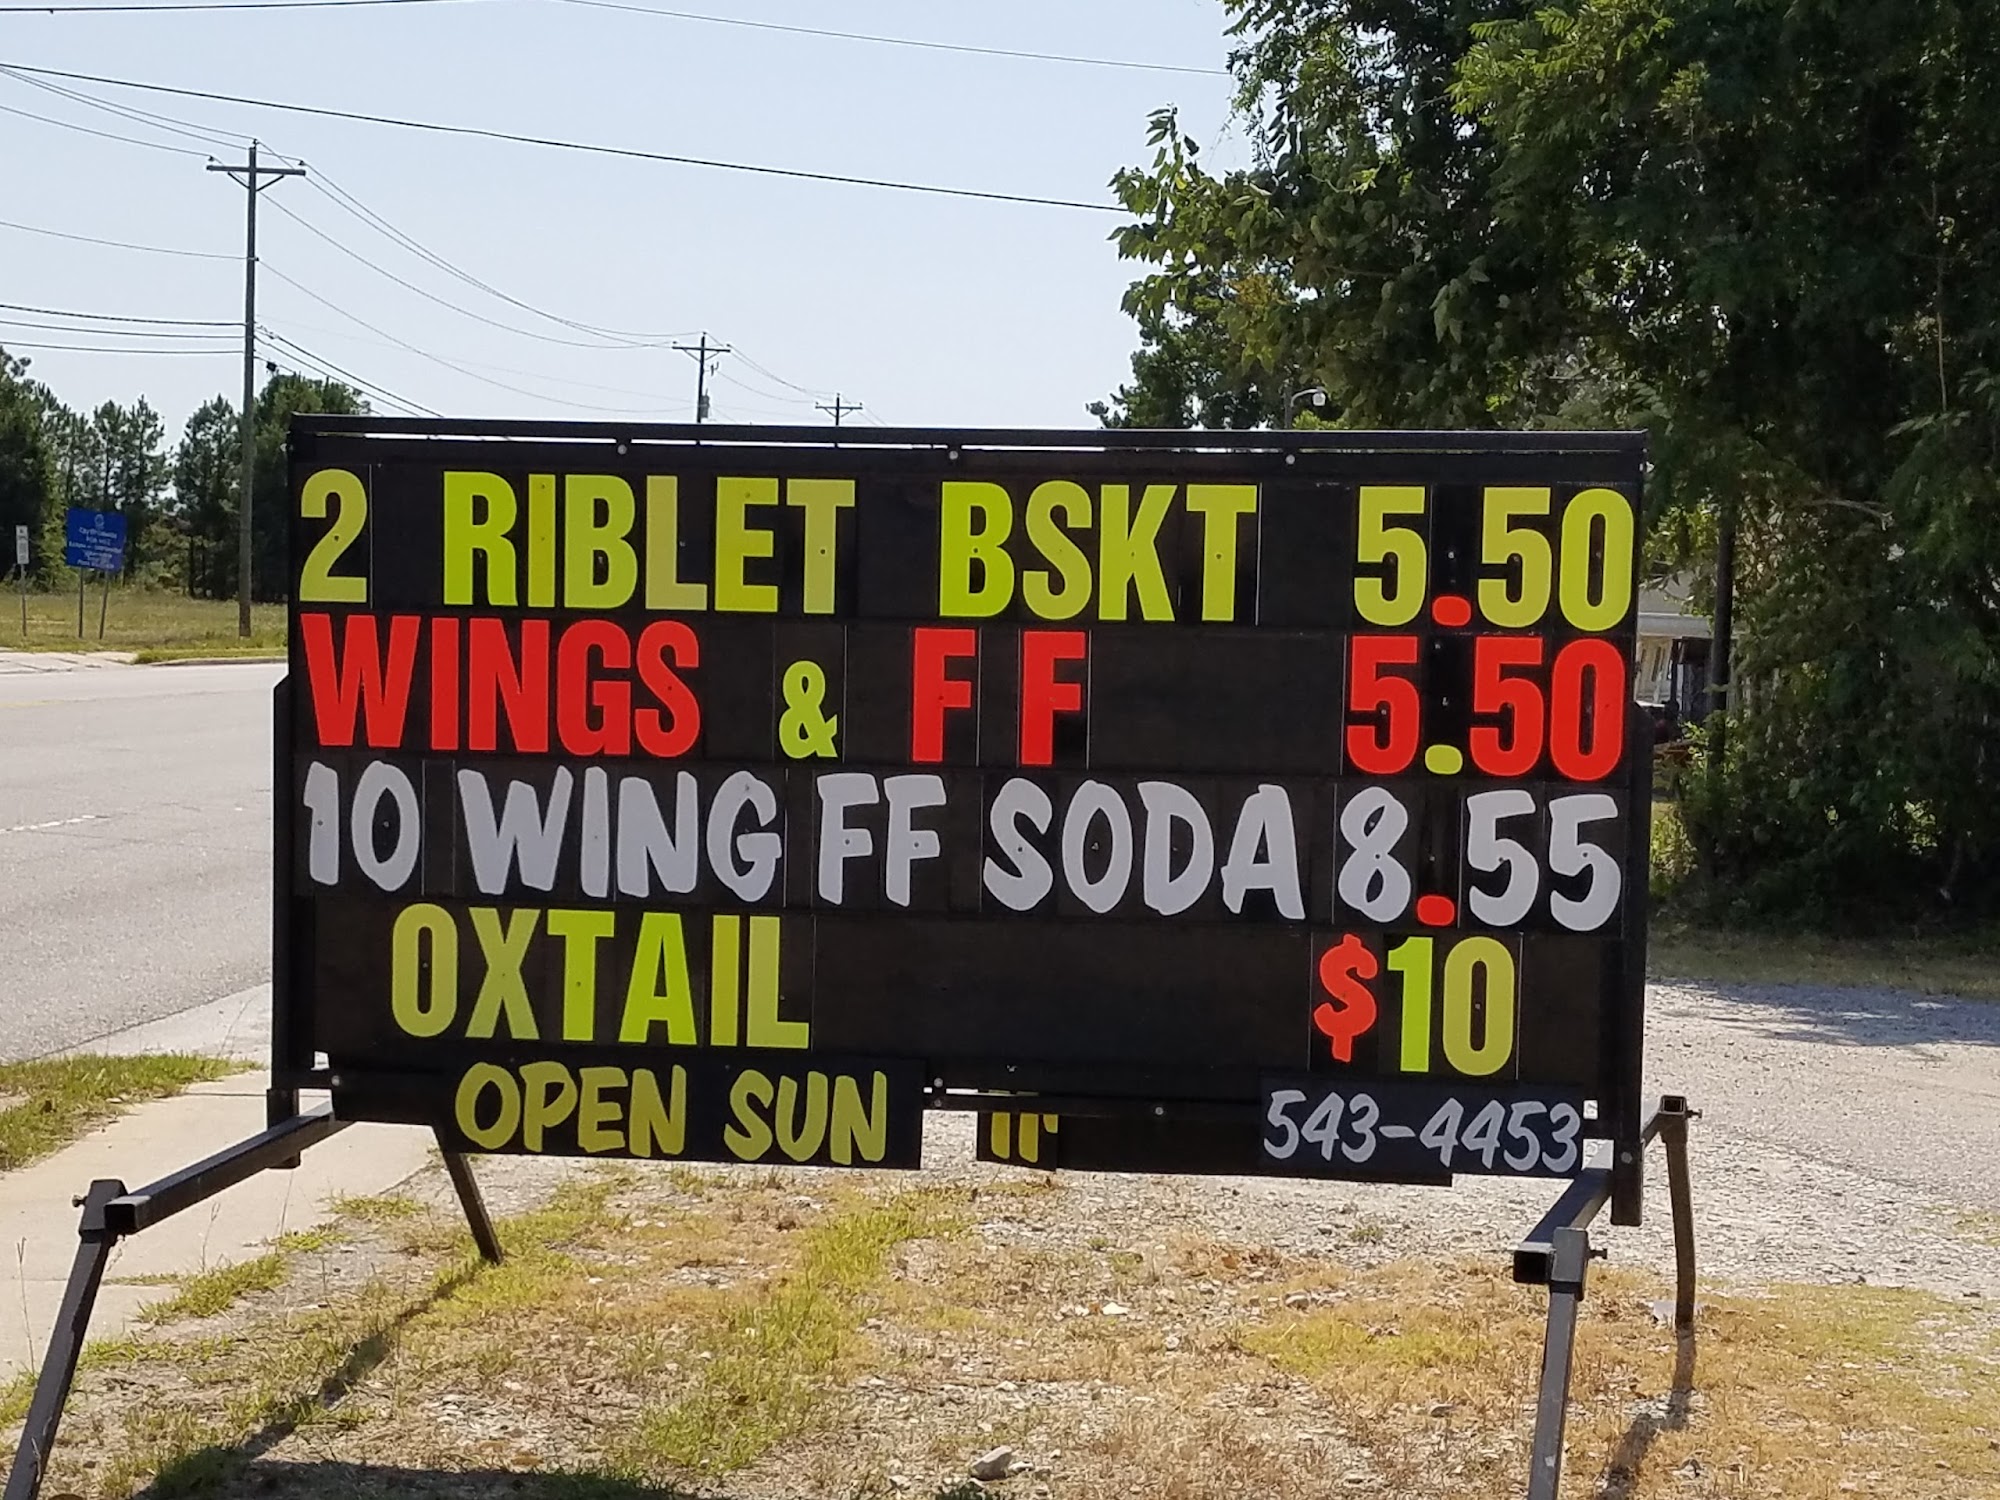 2 RIBLET BSKT 5.50
WINGS & FF 5.50
10 WING FF SODA 8.55
OXTAIL $10
OPEN SUN 543-4453